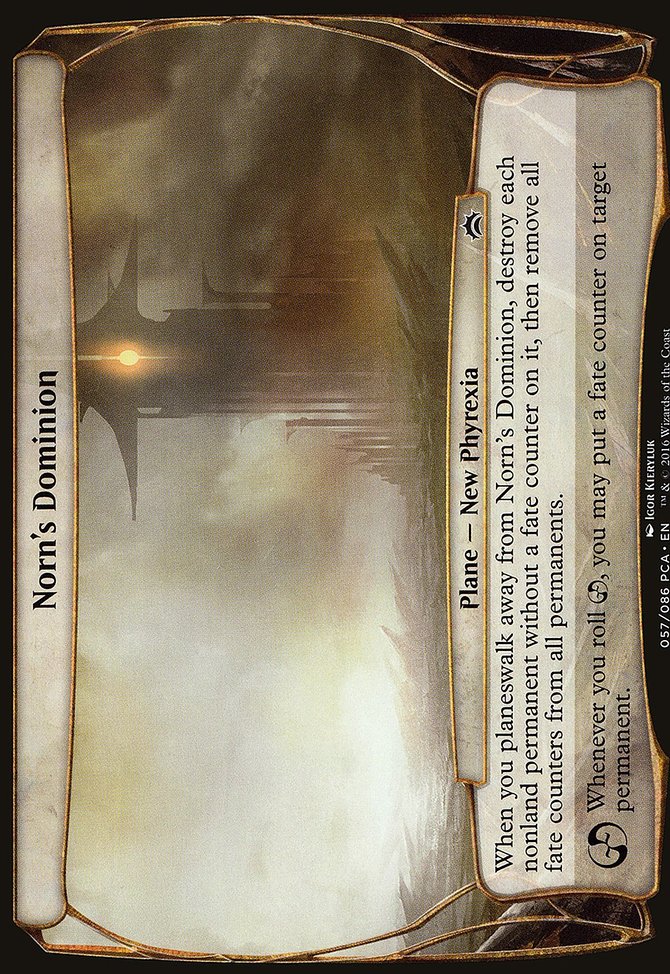 Norn's Dominion
Plane — New Phyrexia
When you planeswalk away from Norn's Dominion, destroy each
nonland permanent without a fate counter on it, then remove all
fate counters from all permanents.
Whenever you roll , you may put a fate counter on target
permanent.
Igor Kieryluk
057/086 PCA • EN ™ & © 2016 Wizards of the Coast